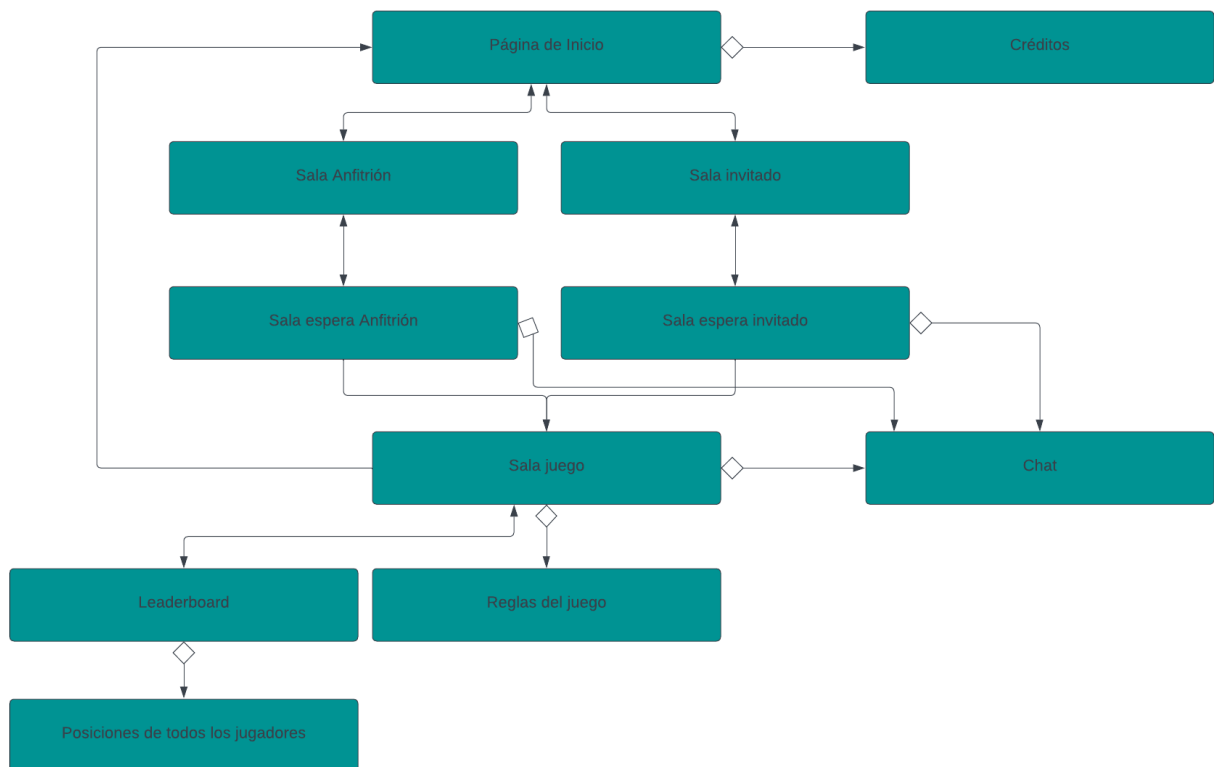 Página de Inicio
Créditos
Sala Anfitrión
Sala invitado
Sala espera Anfitrión
Sala espera invitado
Sala juego
Chat
Leaderboard
Reglas del juego
Posiciones de todos los jugadores